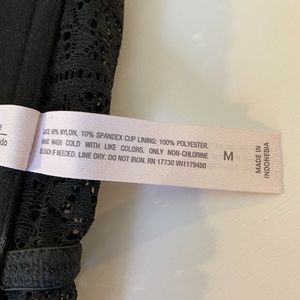 LACE: 90% NYLON, 10% SPANDEX CUP LINING: 100% POLYESTER.
HAND WASH COLD WITH LIKE COLORS. ONLY NON-CHLORINE
BLEACH IF NEEDED. LINE DRY. DO NOT IRON. RN 17730 VN1179480
M
MADE IN
INDONESIA